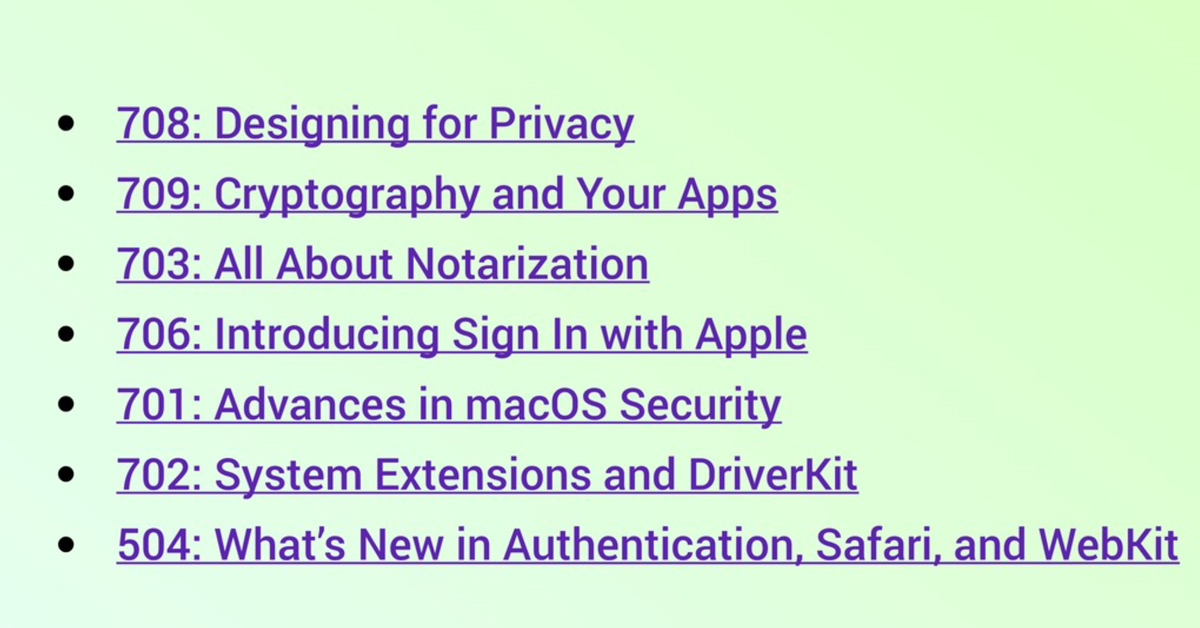 • 708: Designing for Privacy
• 709: Cryptography and Your Apps
• 703: All About Notarization
• 706: Introducing Sign In with Apple
• 701: Advances in macOS Security
• 702: System Extensions and DriverKit
• 504: What’s New in Authentication, Safari, and WebKit